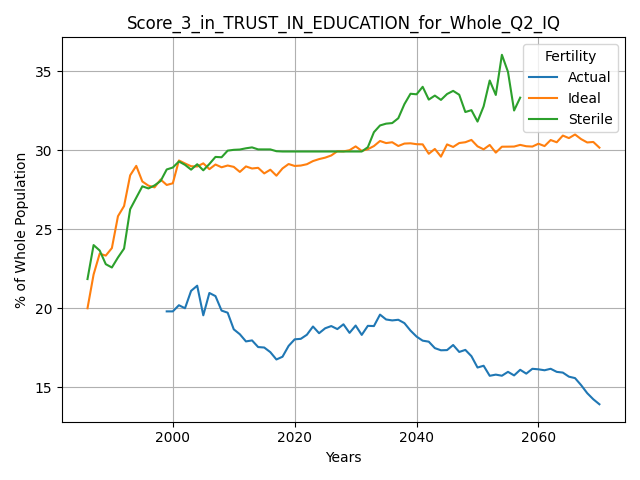 Score_3_in_TRUST_IN_EDUCATION_for_Whole_Q2_IQ
Fertility
Actual
Ideal
Sterile
% of Whole Population
35
30
25
20
15
2000
2020
2040
2060
Years